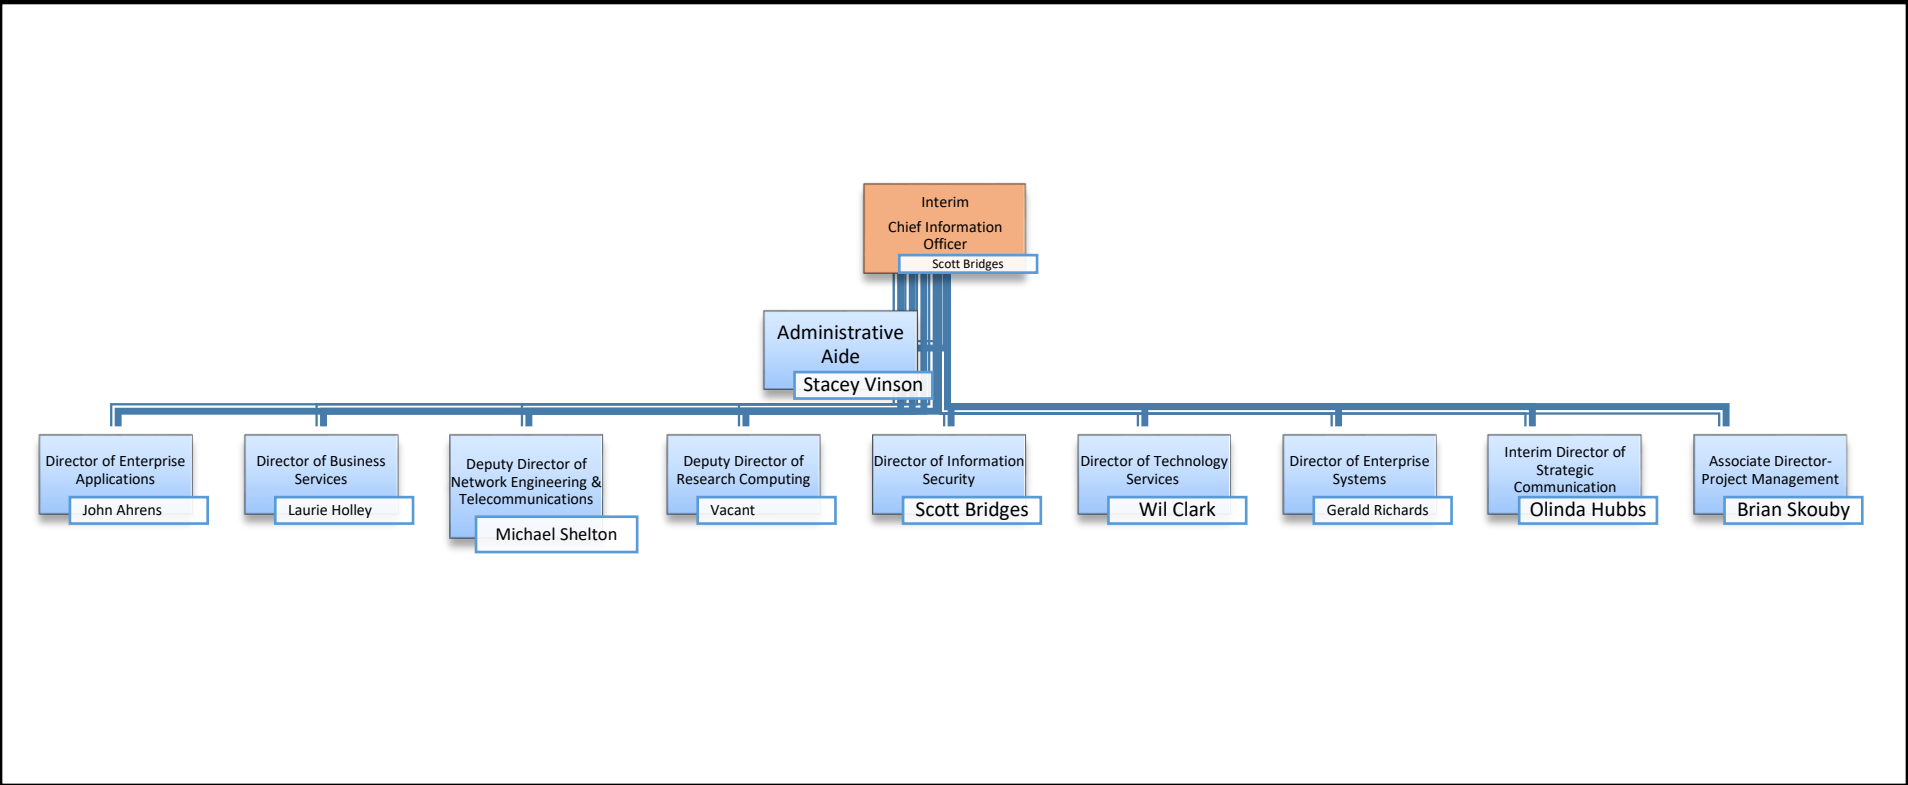 Interim
Chief Information
Officer
Scott Bridges
Administrative
Aide
Stacey Vinson
Director of Enterprise
Applications
John Ahrens
Director of Business
Services
Laurie Holley
Deputy Director of
Network Engineering &
Telecommunications
Michael Shelton
Deputy Director of
Research Computing
Vacant
Director of Information
Security
Scott Bridges
Director of Technology
Services
Wil Clark
Director of Enterprise
Systems
Gerald Richards
Interim Director of
Strategic
Communication
Olinda Hubbs
Associate Director-
Project Management
Brian Skouby